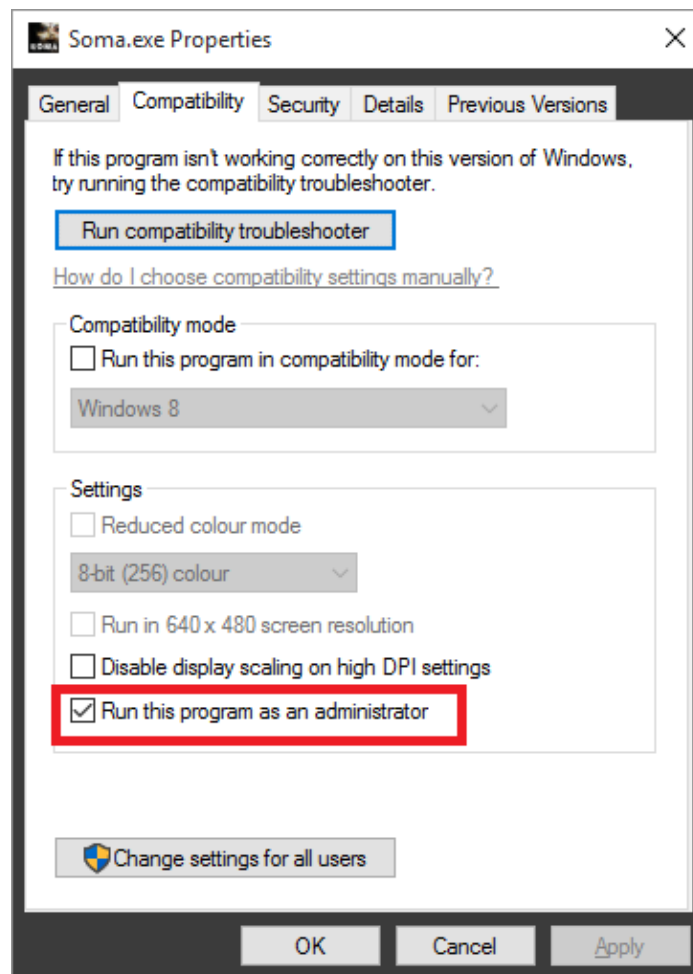 Soma.exe Properties
General Compatibility Security Details Previous Versions
If this program isn't working correctly on this version of Windows,
try running the compatibility troubleshooter.
Run compatibility troubleshooter
How do I choose compatibility settings manually?
Compatibility mode
Run this program in compatibility mode for:
Windows 8
Settings
Reduced colour mode
8-bit (256) colour
Run in 640 x 480 screen resolution
Disable display scaling on high DPI settings
Run this program as an administrator
Change settings for all users
OK Cancel Apply